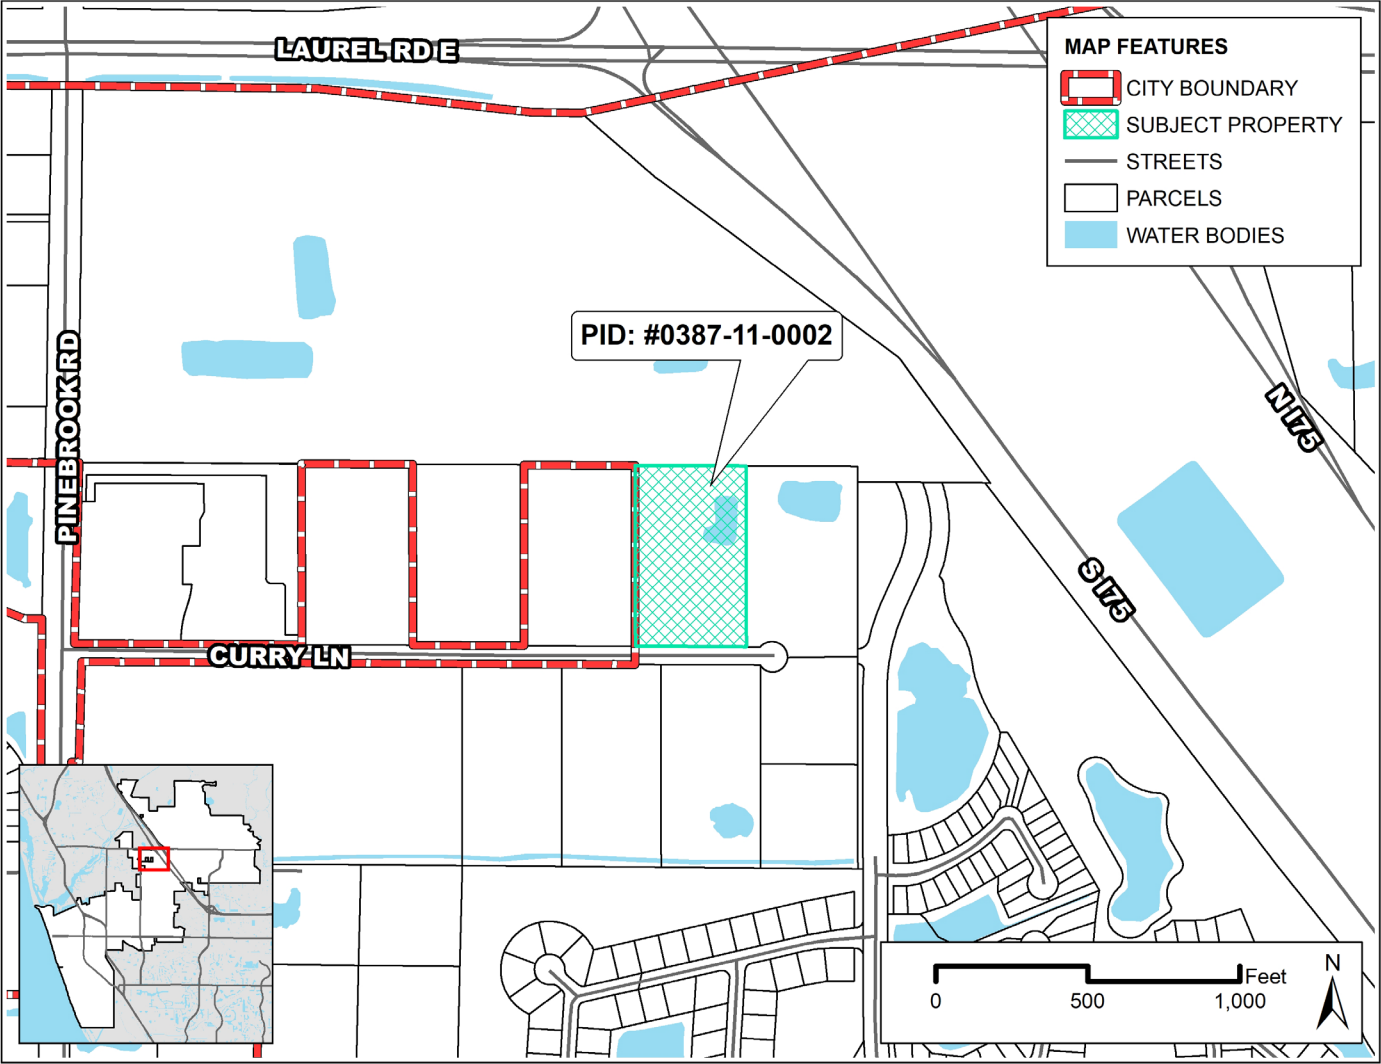 LAUREL RD E
MAP FEATURES
CITY BOUNDARY
SUBJECT PROPERTY
STREETS
PARCELS
WATER BODIES
PID: #0387-11-0002
PINEBROOK RD
N I75
S I75
CURRY LN
Feet
0 500 1,000
N